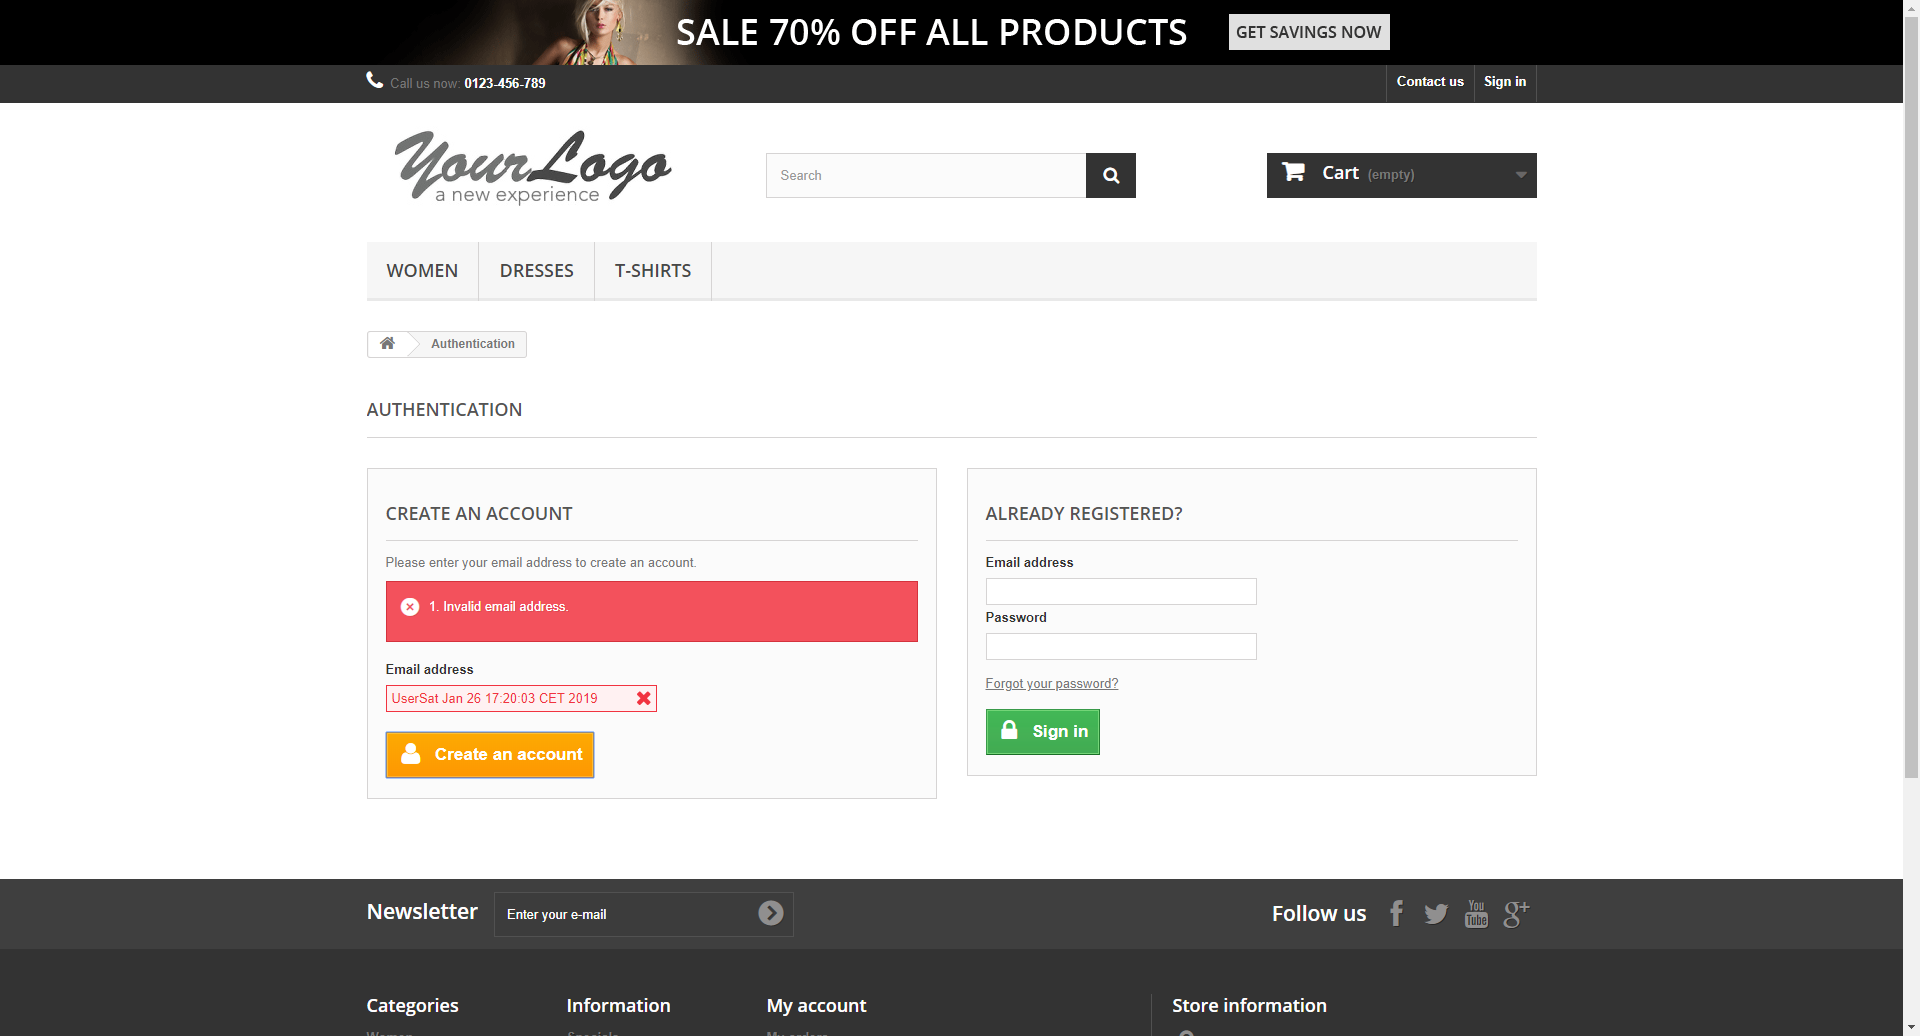 SALE 70% OFF ALL PRODUCTS
GET SAVINGS NOW
Call us now: 0123-456-789
Contact us
Sign in
Your Logo
a new experience
Search
Cart (empty)
WOMEN
DRESSES
T-SHIRTS
Authentication
AUTHENTICATION
CREATE AN ACCOUNT
Please enter your email address to create an account.
1. Invalid email address.
Email address
UserSat Jan 26 17:20:03 CET 2019
Create an account
ALREADY REGISTERED?
Email address
Password
Forgot your password?
Sign in
Newsletter
Enter your e-mail
Follow us
You
Tube
g+
Categories
Information
My account
Store information